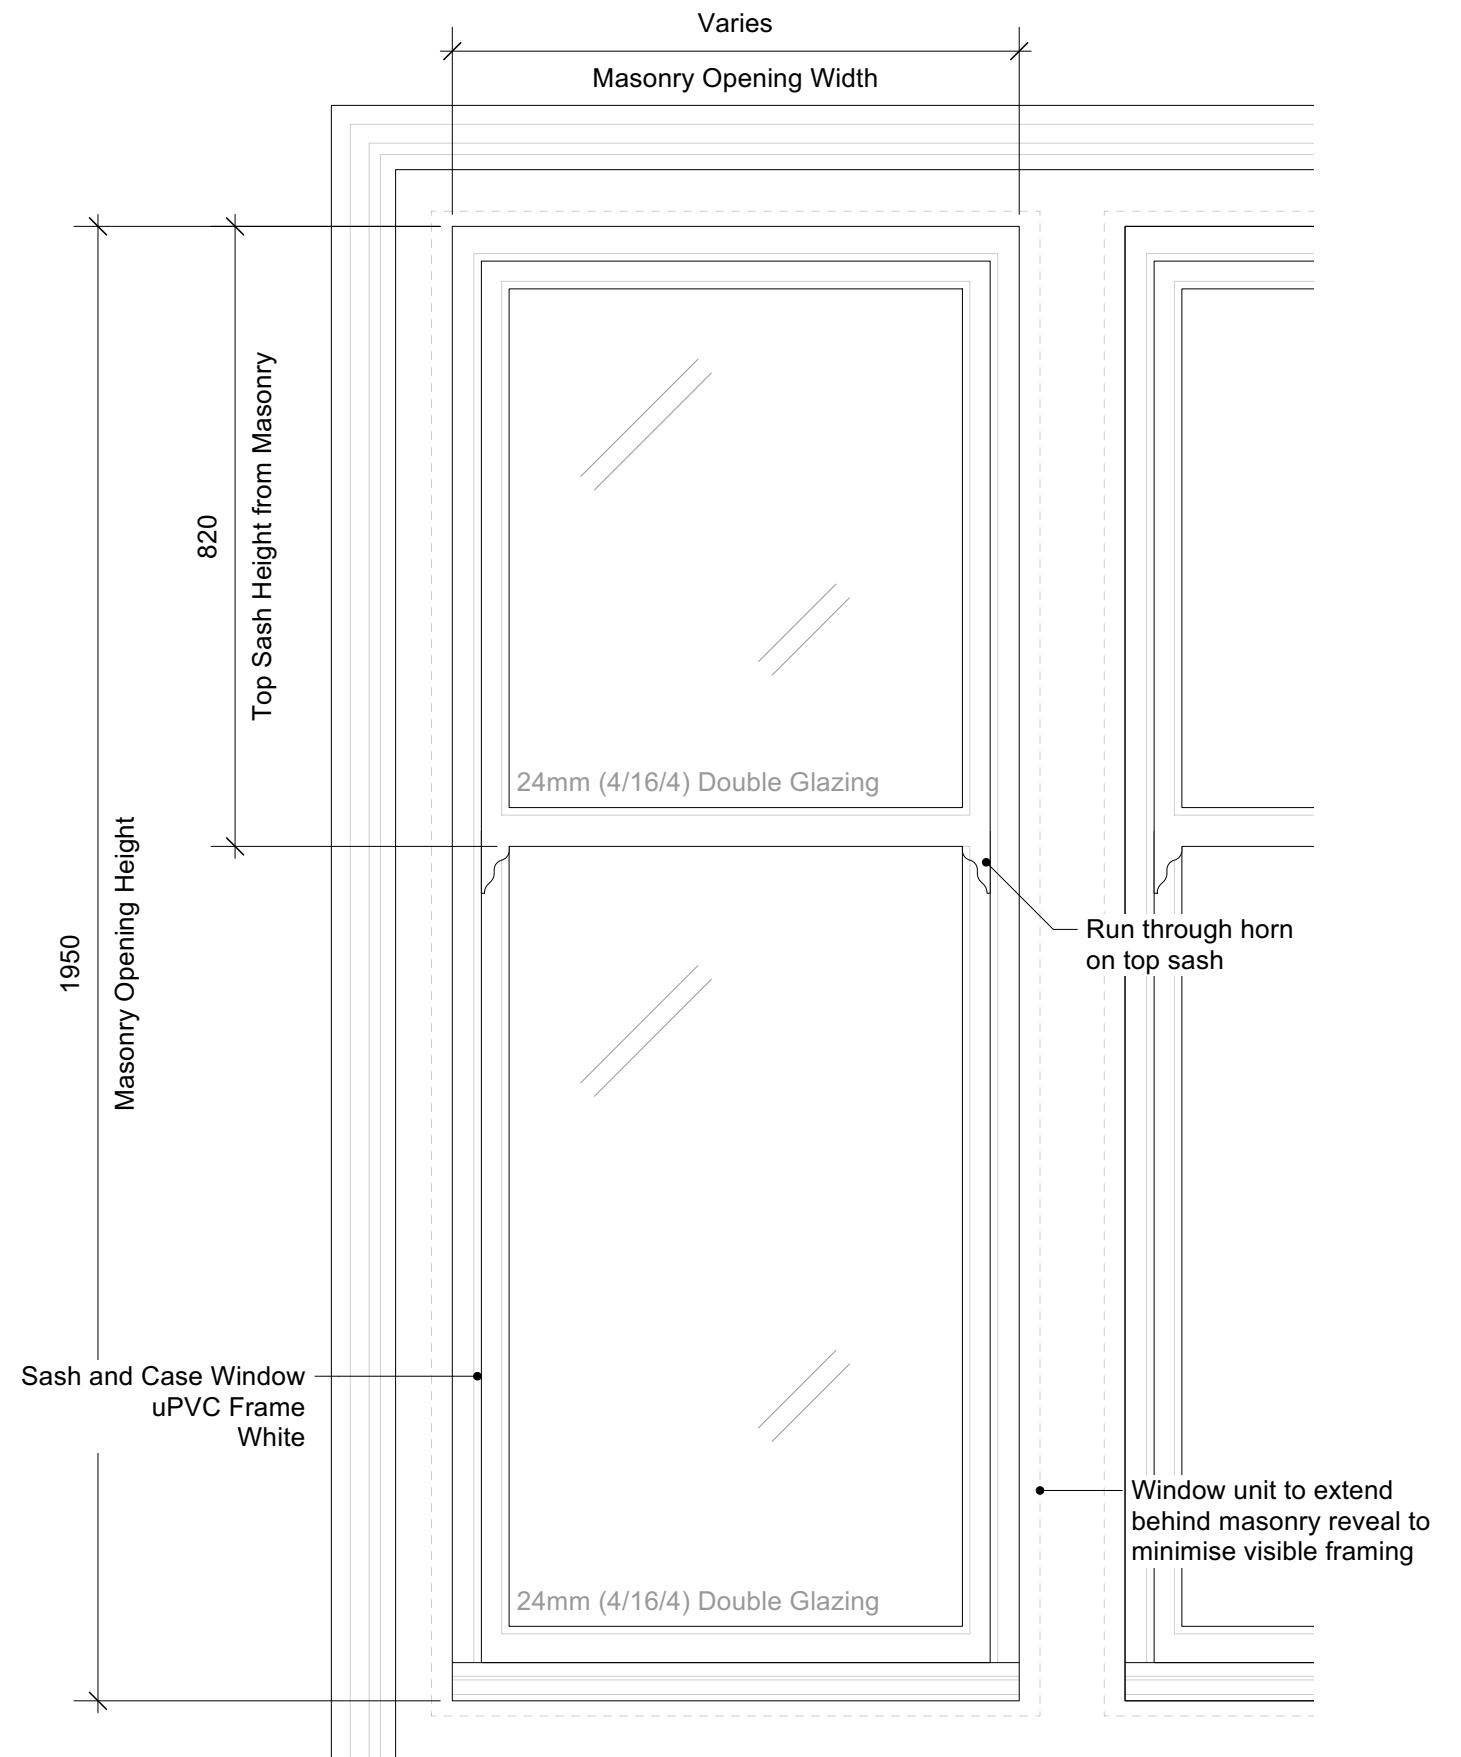 Varies
Masonry Opening Width
820
Top Sash Height from Masonry
24mm (4/16/4) Double Glazing
1950
Masonry Opening Height
Run through horn
on top sash
Sash and Case Window
uPVC Frame
White
Window unit to extend
behind masonry reveal to
minimise visible framing
24mm (4/16/4) Double Glazing